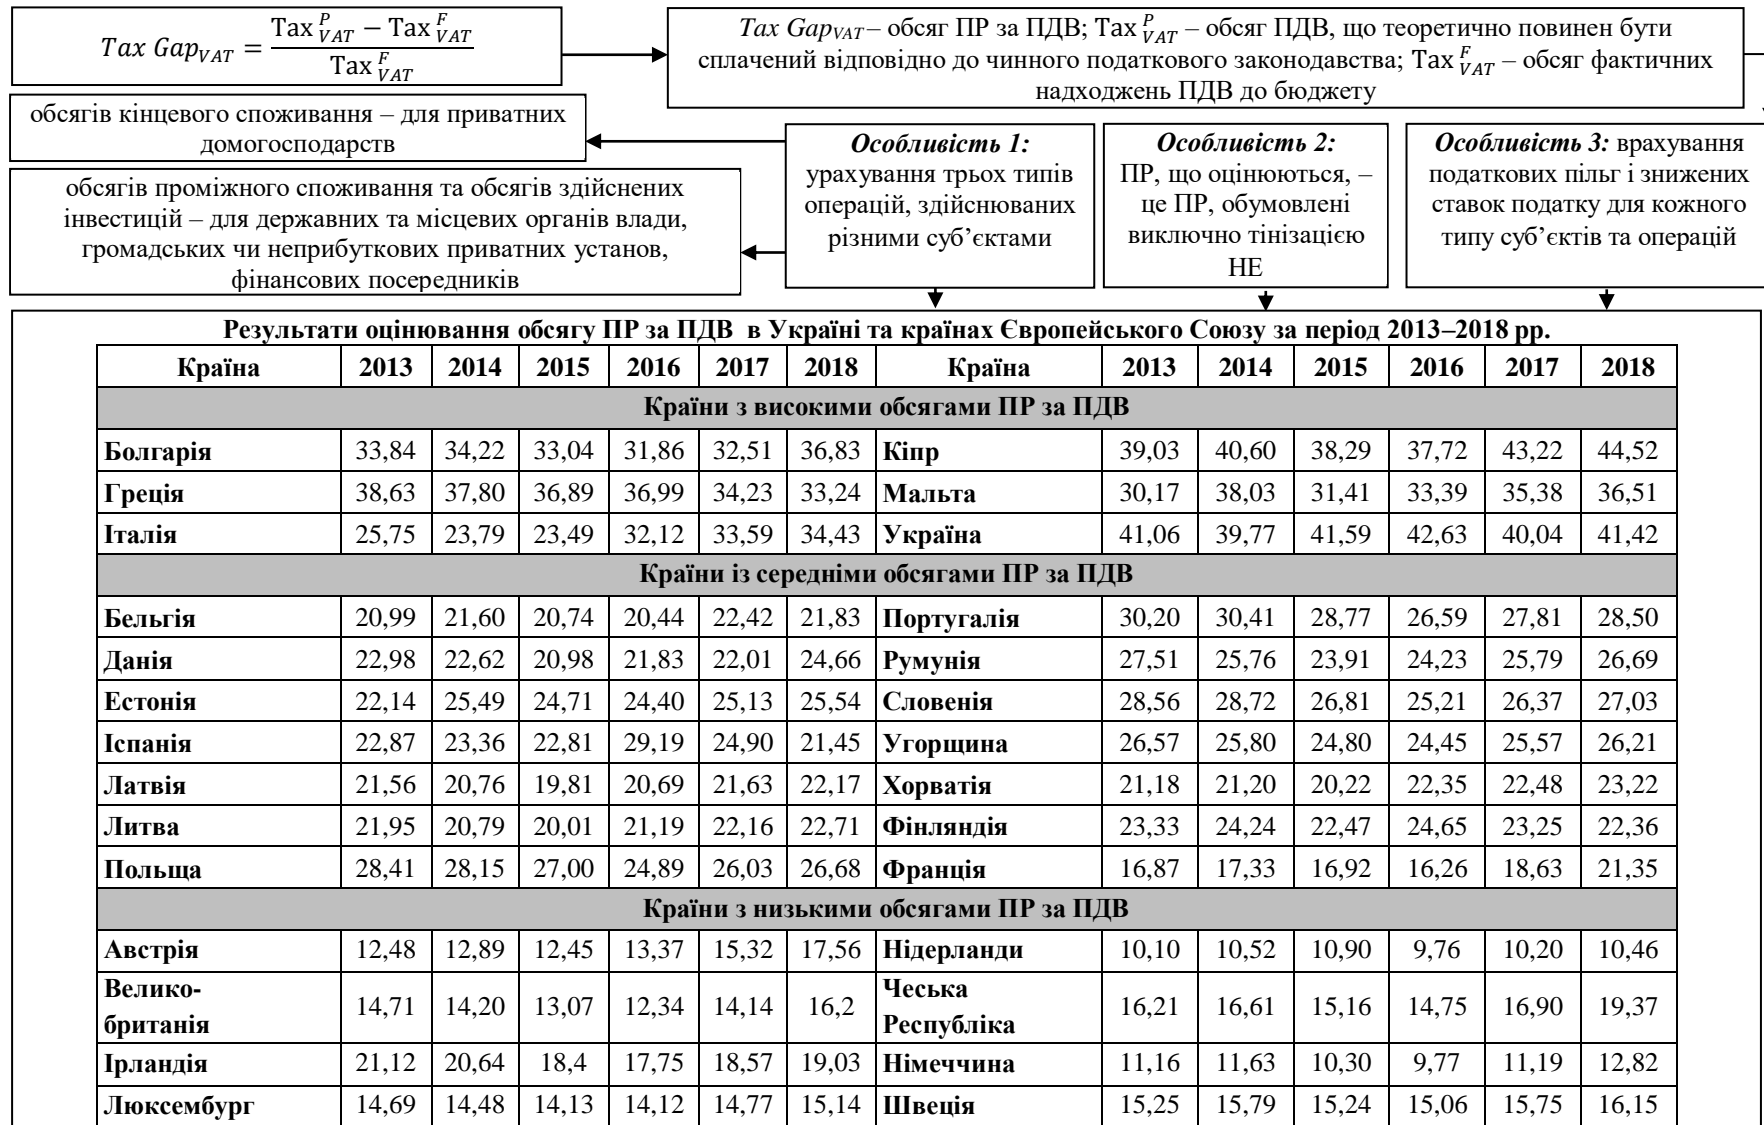 Tax Gap_VAT = (Tax^P_VAT − Tax^F_VAT) / Tax^F_VAT
Tax Gap_VAT – обсяг ПР за ПДВ; Tax^P_VAT – обсяг ПДВ, що теоретично повинен бути
сплачений відповідно до чинного податкового законодавства; Tax^F_VAT – обсяг фактичних
надходжень ПДВ до бюджету
обсягів кінцевого споживання – для приватних
домогосподарств
обсягів проміжного споживання та обсягів здійснених
інвестицій – для державних та місцевих органів влади,
громадських чи неприбуткових приватних установ,
фінансових посередників
Особливість 1:
урахування трьох типів
операцій, здійснюваних
різними суб’єктами
Особливість 2:
ПР, що оцінюються, –
це ПР, обумовлені
виключно тінізацією
НЕ
Особливість 3: врахування
податкових пільг і знижених
ставок податку для кожного
типу суб’єктів та операцій
Результати оцінювання обсягу ПР за ПДВ в Україні та країнах Європейського Союзу за період 2013–2018 рр.
Країна 2013 2014 2015 2016 2017 2018 Країна 2013 2014 2015 2016 2017 2018
Країни з високими обсягами ПР за ПДВ
Болгарія 33,84 34,22 33,04 31,86 32,51 36,83 Кіпр 39,03 40,60 38,29 37,72 43,22 44,52
Греція 38,63 37,80 36,89 36,99 34,23 33,24 Мальта 30,17 38,03 31,41 33,39 35,38 36,51
Італія 25,75 23,79 23,49 32,12 33,59 34,43 Україна 41,06 39,77 41,59 42,63 40,04 41,42
Країни із середніми обсягами ПР за ПДВ
Бельгія 20,99 21,60 20,74 20,44 22,42 21,83 Португалія 30,20 30,41 28,77 26,59 27,81 28,50
Данія 22,98 22,62 20,98 21,83 22,01 24,66 Румунія 27,51 25,76 23,91 24,23 25,79 26,69
Естонія 22,14 25,49 24,71 24,40 25,13 25,54 Словенія 28,56 28,72 26,81 25,21 26,37 27,03
Іспанія 22,87 23,36 22,81 29,19 24,90 21,45 Угорщина 26,57 25,80 24,80 24,45 25,57 26,21
Латвія 21,56 20,76 19,81 20,69 21,63 22,17 Хорватія 21,18 21,20 20,22 22,35 22,48 23,22
Литва 21,95 20,79 20,01 21,19 22,16 22,71 Фінляндія 23,33 24,24 22,47 24,65 23,25 22,36
Польща 28,41 28,15 27,00 24,89 26,03 26,68 Франція 16,87 17,33 16,92 16,26 18,63 21,35
Країни з низькими обсягами ПР за ПДВ
Австрія 12,48 12,89 12,45 13,37 15,32 17,56 Нідерланди 10,10 10,52 10,90 9,76 10,20 10,46
Велико-
британія 14,71 14,20 13,07 12,34 14,14 16,2 Чеська
Республіка 16,21 16,61 15,16 14,75 16,90 19,37
Ірландія 21,12 20,64 18,4 17,75 18,57 19,03 Німеччина 11,16 11,63 10,30 9,77 11,19 12,82
Люксембург 14,69 14,48 14,13 14,12 14,77 15,14 Швеція 15,25 15,79 15,24 15,06 15,75 16,15